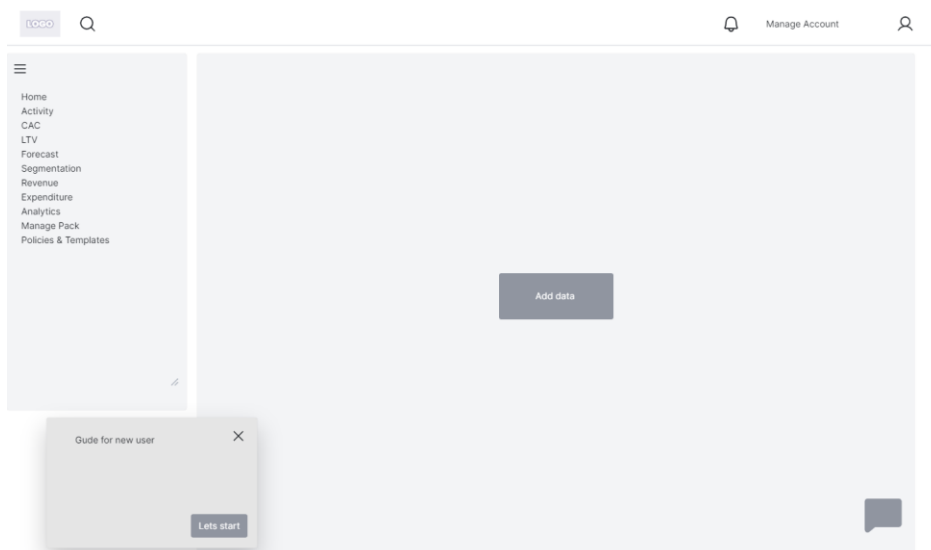 LOGO
Manage Account
Home
Activity
CAC
LTV
Forecast
Segmentation
Revenue
Expenditure
Analytics
Manage Pack
Policies & Templates
Add data
Gude for new user
Lets start